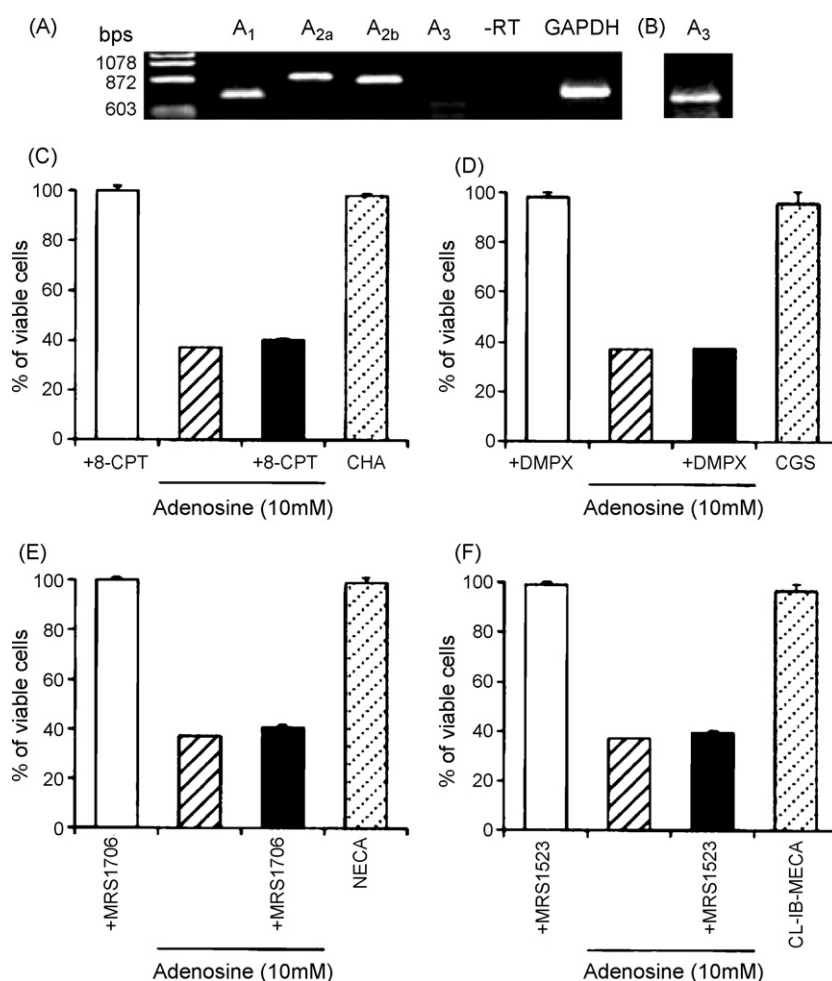 (A) bps A1 A2a A2b A3 -RT GAPDH (B) A3
1078
872
603
(C)
% of viable cells
100
80
60
40
20
0
+8-CPT +8-CPT CHA
Adenosine (10mM)
(D)
% of viable cells
100
80
60
40
20
0
+DMPX +DMPX CGS
Adenosine (10mM)
(E)
% of viable cells
100
80
60
40
20
0
+MRS1706 +MRS1706 NECA
Adenosine (10mM)
(F)
% of viable cells
100
80
60
40
20
0
+MRS1523 +MRS1523 CL-IB-MECA
Adenosine (10mM)